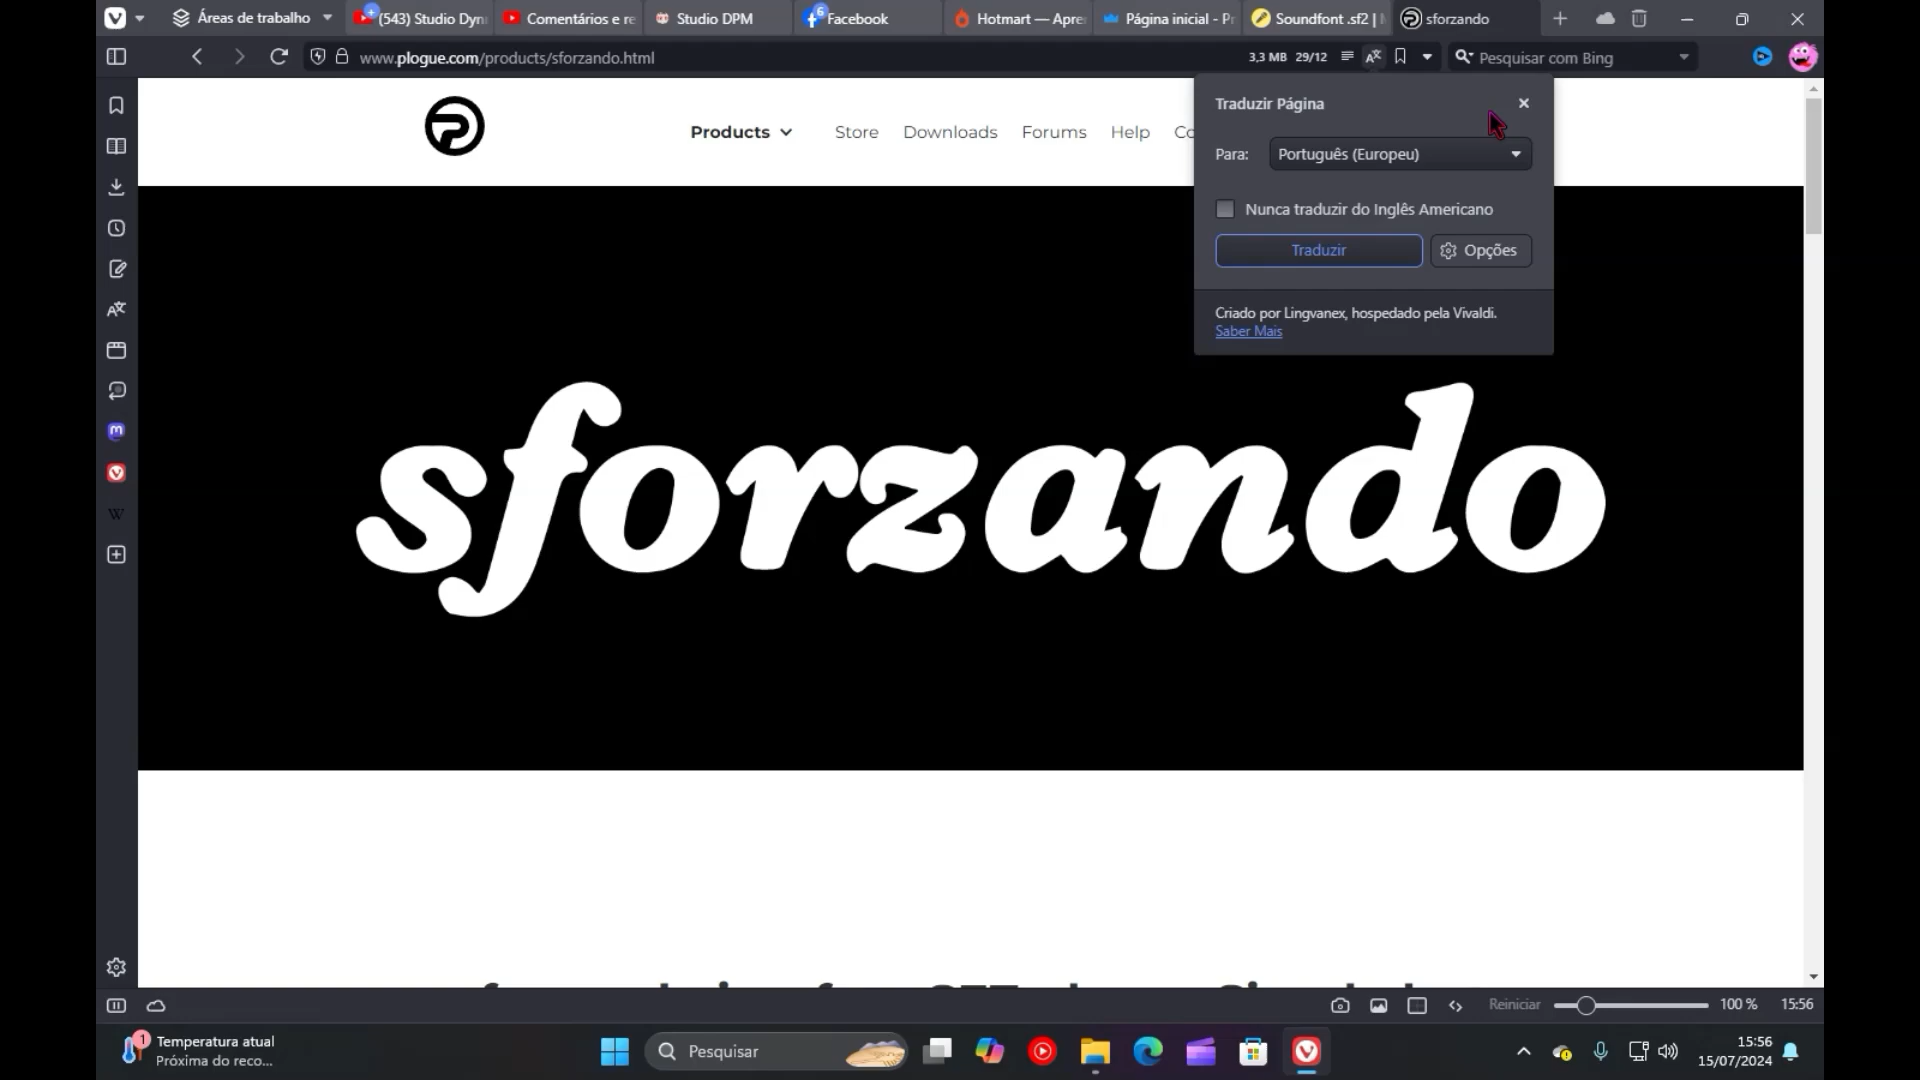 Áreas de trabalho
(543) Studio Dyn
Comentários e re
Studio DPM
6
Facebook
Hotmart — Apre
Página inicial - Pr
Soundfont .sf2 |
sforzando
www.plogue.com/products/sforzando.html
3,3 MB 29/12
Pesquisar com Bing
Products
Store
Downloads
Forums
Help
Traduzir Página
Para: Português (Europeu)
Nunca traduzir do Inglês Americano
Traduzir
Opções
Criado por Lingvanex, hospedado pela Vivaldi.
Saber Mais
sforzando
Reiniciar
100 %
15:56
1
Temperatura atual
Próxima do reco...
Pesquisar
15:56
15/07/2024